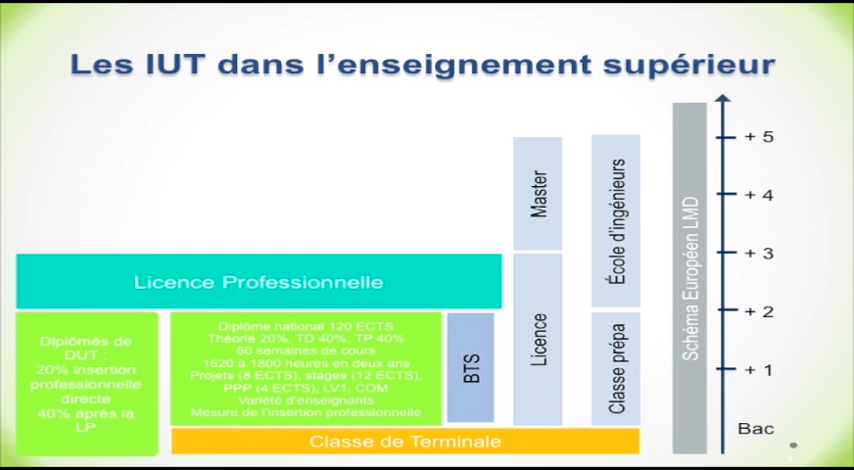 Les IUT dans l'enseignement supérieur
Licence Professionnelle
Diplômés de
DUT :
20% insertion
professionnelle
directe
40% après la
LP
Diplôme national 120 ECTS
Théorie 20%, TD 40%, TP 40%
60 semaines de cours
1620 à 1800 heures en deux ans
Projets (8 ECTS), stages (12 ECTS),
PPP (4 ECTS), LV1, COM
Variété d'enseignants
Mesure de l'insertion professionnelle
BTS
Master
Licence
École d'ingénieurs
Classe prépa
Classe de Terminale
Schéma Européen LMD
+ 5
+ 4
+ 3
+ 2
+ 1
Bac